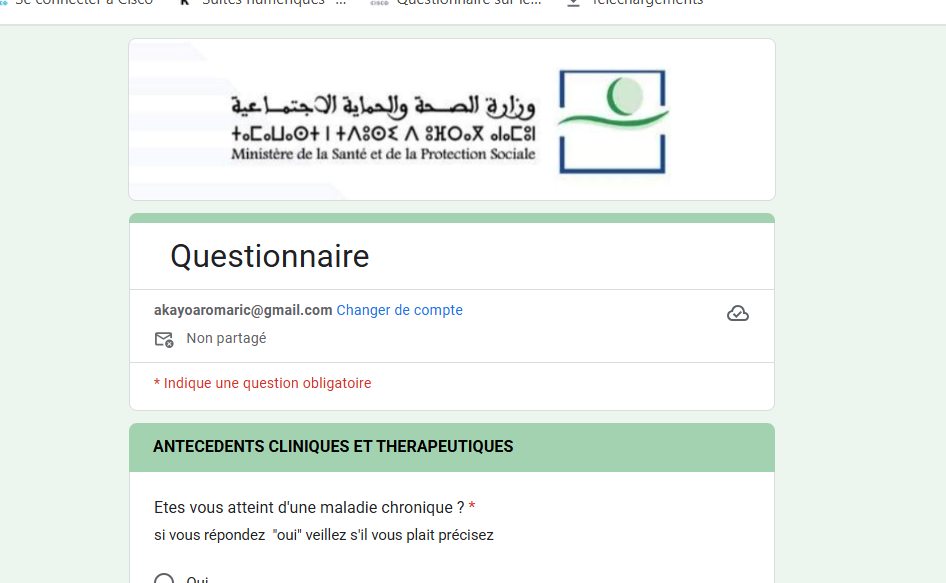 Se connecter à Cisco
Suites numériques -...
Questionnaire sur le...
Téléchargements
وزارة الصحة والحماية الاجتماعية
ⵜⴰⵎⴰⵡⴰⵙⵜ ⵏ ⵜⴷⵓⵙⵉ ⴷ ⵓⴼⵔⴰⴳ ⴰⵏⴰⵎⵓⵏ
Ministère de la Santé et de la Protection Sociale
Questionnaire
akayoaromaric@gmail.com Changer de compte
Non partagé
* Indique une question obligatoire
ANTECEDENTS CLINIQUES ET THERAPEUTIQUES
Etes vous atteint d'une maladie chronique ? *
si vous répondez "oui" veillez s'il vous plait précisez
Oui